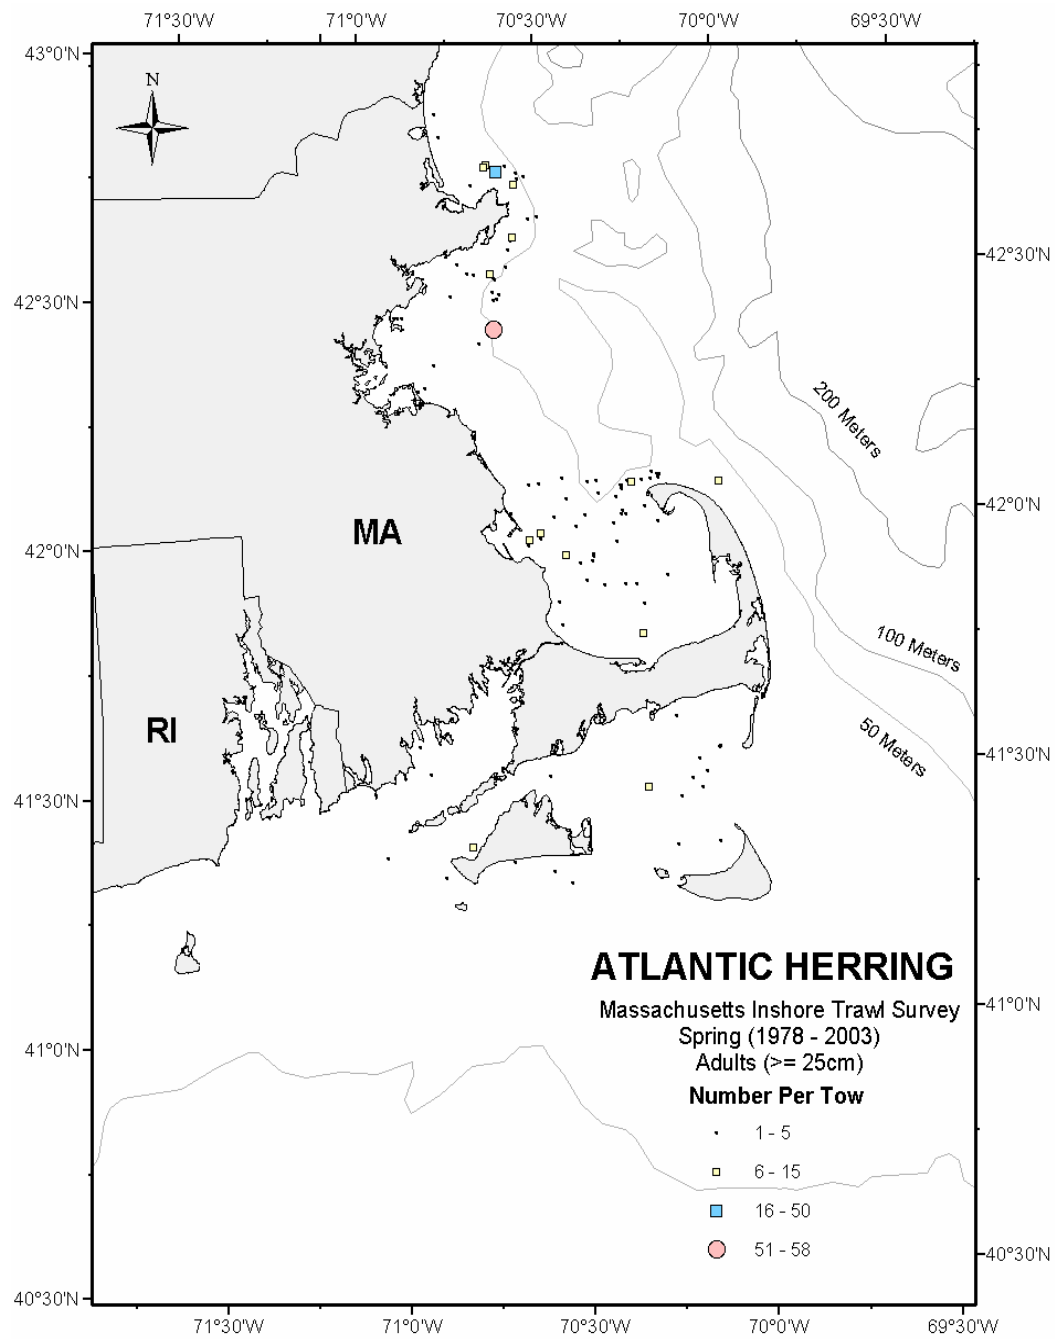 71°30'W 71°0'W 70°30'W 70°0'W 69°30'W
43°0'N
N
42°30'N
42°30'N
200 Meters
42°0'N
MA
42°0'N
100 Meters
RI
50 Meters
41°30'N
41°30'N
ATLANTIC HERRING
Massachusetts Inshore Trawl Survey
41°0'N
Spring (1978 - 2003)
41°0'N
Adults (>= 25cm)
Number Per Tow
1 - 5
6 - 15
16 - 50
51 - 58
40°30'N
40°30'N
71°30'W 71°0'W 70°30'W 70°0'W 69°30'W